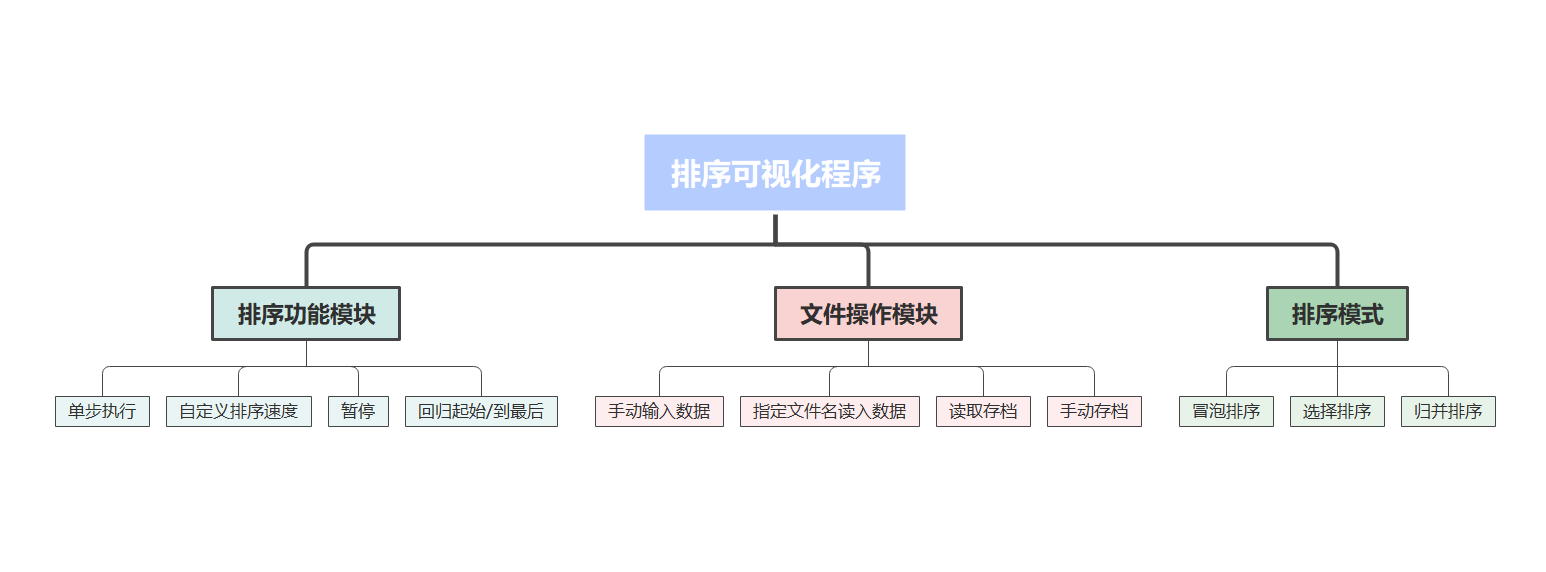 排序可视化程序
排序功能模块
文件操作模块
排序模式
单步执行
自定义排序速度
暂停
回归起始/到最后
手动输入数据
指定文件名读入数据
读取存档
手动存档
冒泡排序
选择排序
归并排序